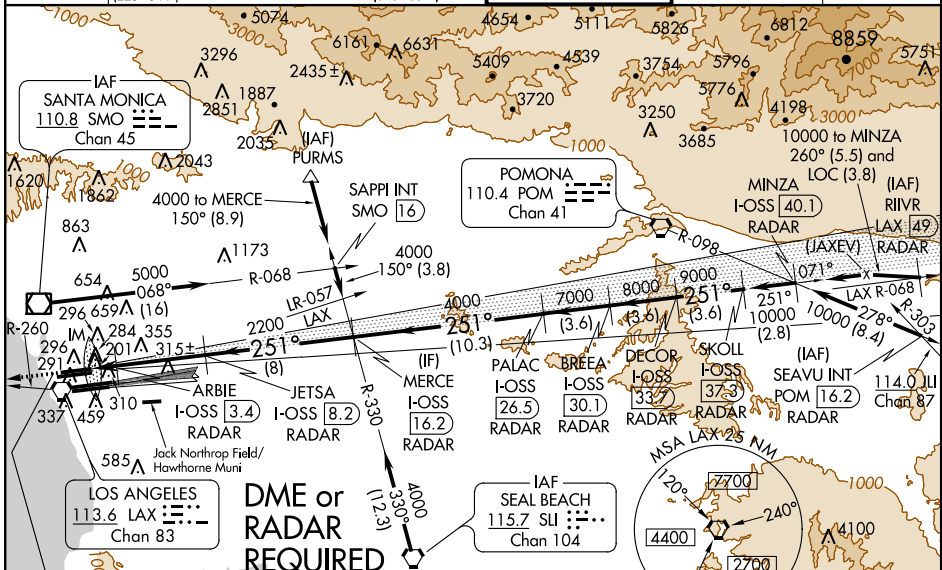 5074
4654
5111
5826
6812
8859
5751
3000
3296
6161
6631
2435±
5409
4539
3754
5796
5776
2851
1887
2035
3720
3250
3685
4198
3000
1000
IAF
SANTA MONICA
110.8 SMO
Chan 45
(IAF)
PURMS
10000 to MINZA
260° (5.5) and
LOC (3.8)
POMONA
110.4 POM
Chan 41
MINZA
I-OSS 40.1
RADAR
(IAF)
RIIVR
LAX 49
RADAR
1620
1862
2043
4000 to MERCE
150° (8.9)
SAPPI INT
SMO 16
863
1173
R-098
(JAXEV)
654
5000
068°
(16)
R-068
4000
150° (3.8)
071°
LAX R-068
296
659
LR-057
LAX
4000
7000
8000
9000
R-260
IM
284
355
2200
251°
(10.3)
(3.6)
(3.6)
251°
(3.6)
251°
10000
(2.8)
278°
10000 (8.4)
R-303
296
201
315±
251°
(8)
291
337
459
310
ARBIE
I-OSS 3.4
RADAR
JETSA
I-OSS 8.2
RADAR
(IF)
MERCE
I-OSS
16.2
RADAR
PALAC
I-OSS
26.5
RADAR
BREEA
I-OSS
30.1
RADAR
DECOR
I-OSS
33.7
RADAR
SKOLL
I-OSS
37.3
RADAR
(IAF)
SEAVU INT
POM 16.2
RADAR
114.0 JLI
Chan 87
Jack Northrop Field/
Hawthorne Muni
R-330
585
LOS ANGELES
113.6 LAX
Chan 83
DME or
RADAR
REQUIRED
4000
330°
(12.3)
IAF
SEAL BEACH
115.7 SLI
Chan 104
MSA LAX 25 NM
120°
7700
240°
4400
2700
4100
1000